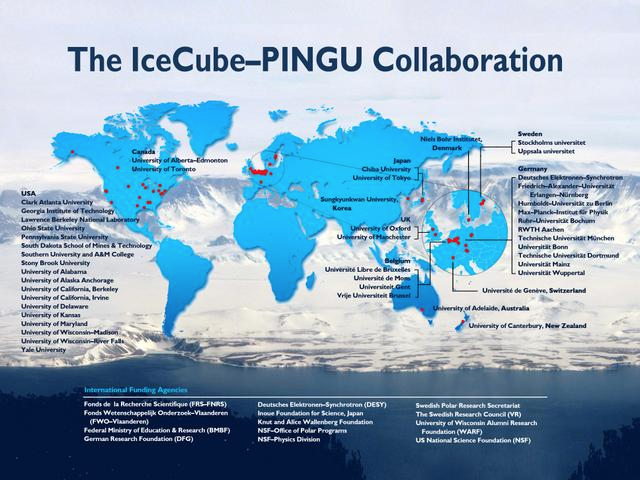 The IceCube–PINGU Collaboration
Canada
University of Alberta–Edmonton
University of Toronto
USA
Clark Atlanta University
Georgia Institute of Technology
Lawrence Berkeley National Laboratory
Ohio State University
Pennsylvania State University
South Dakota School of Mines & Technology
Southern University and A&M College
Stony Brook University
University of Alabama
University of Alaska Anchorage
University of California, Berkeley
University of California, Irvine
University of Delaware
University of Kansas
University of Maryland
University of Wisconsin–Madison
University of Wisconsin–River Falls
Yale University
Niels Bohr Institutet,
Denmark
Japan
Chiba University
University of Tokyo
Sungkyunkwan University,
Korea
UK
University of Oxford
University of Manchester
Belgium
Université Libre de Bruxelles
Université de Mons
Universiteit Gent
Vrije Universiteit Brussel
Sweden
Stockholms universitet
Uppsala universitet
Germany
Deutsches Elektronen–Synchrotron
Friedrich–Alexander–Universität
Erlangen–Nürnberg
Humboldt–Universität zu Berlin
Max–Planck–Institut für Physik
Ruhr–Universität Bochum
RWTH Aachen
Technische Universität München
Universität Bonn
Technische Universität Dortmund
Universität Mainz
Universität Wuppertal
Université de Genève, Switzerland
University of Adelaide, Australia
University of Canterbury, New Zealand
International Funding Agencies
Fonds de la Recherche Scientifique (FRS–FNRS)
Fonds Wetenschappelijk Onderzoek–Vlaanderen
(FWO–Vlaanderen)
Federal Ministry of Education & Research (BMBF)
German Research Foundation (DFG)
Deutsches Elektronen–Synchrotron (DESY)
Inoue Foundation for Science, Japan
Knut and Alice Wallenberg Foundation
NSF–Office of Polar Programs
NSF–Physics Division
Swedish Polar Research Secretariat
The Swedish Research Council (VR)
University of Wisconsin Alumni Research
Foundation (WARF)
US National Science Foundation (NSF)